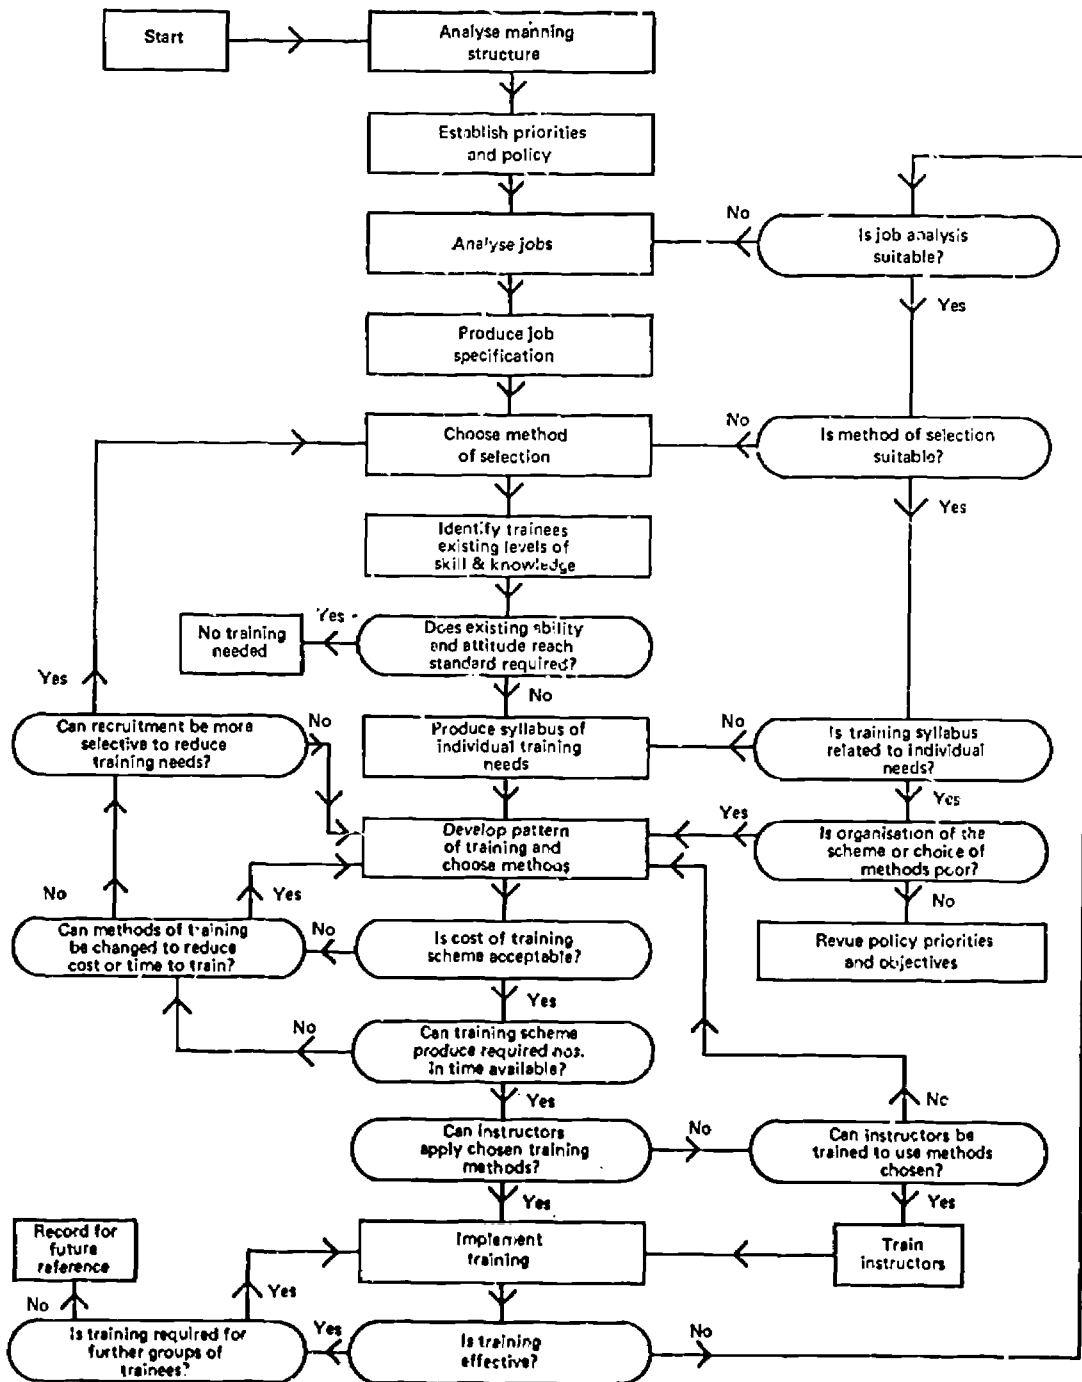 Start
Analyse manning
structure
Establish priorities
and policy
Analyse jobs
No
Is job analysis
suitable?
Yes
Produce job
specification
Choose method
of selection
No
Is method of selection
suitable?
Yes
Identify trainees
existing levels of
skill & knowledge
No training
needed
Yes
Does existing ability
and attitude reach
standard required?
No
Yes
Can recruitment be more
selective to reduce
training needs?
No
Produce syllabus of
individual training
needs
No
Is training syllabus
related to individual
needs?
Yes
Develop pattern
of training and
choose methods
Yes
Is organisation of the
scheme or choice of
methods poor?
No
Revue policy priorities
and objectives
No
Yes
Can methods of training
be changed to reduce
cost or time to train?
No
Is cost of training
scheme acceptable?
Yes
No
Can training scheme
produce required nos.
In time available?
Yes
Can instructors
apply chosen training
methods?
No
No
Can instructors be
trained to use methods
chosen?
Yes
Yes
Record for
future
reference
Implement
training
Train
instructors
No
Yes
Is training required for
further groups of
trainees?
Yes
Is training
effective?
No